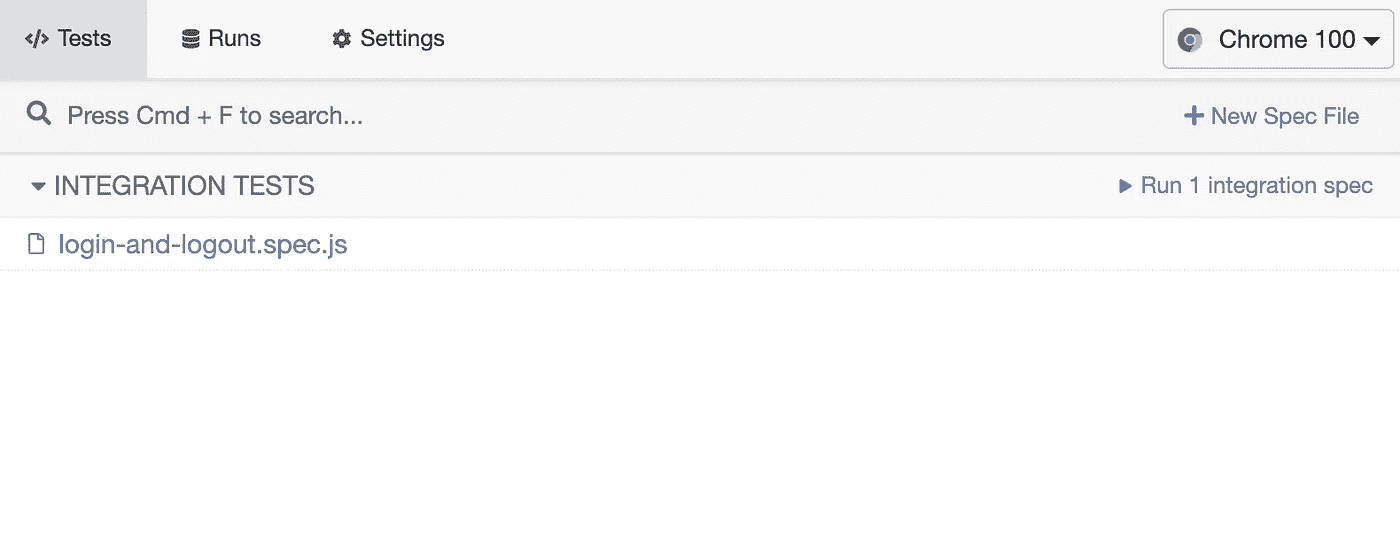 </> Tests Runs Settings Chrome 100
Press Cmd + F to search... + New Spec File
INTEGRATION TESTS Run 1 integration spec
login-and-logout.spec.js